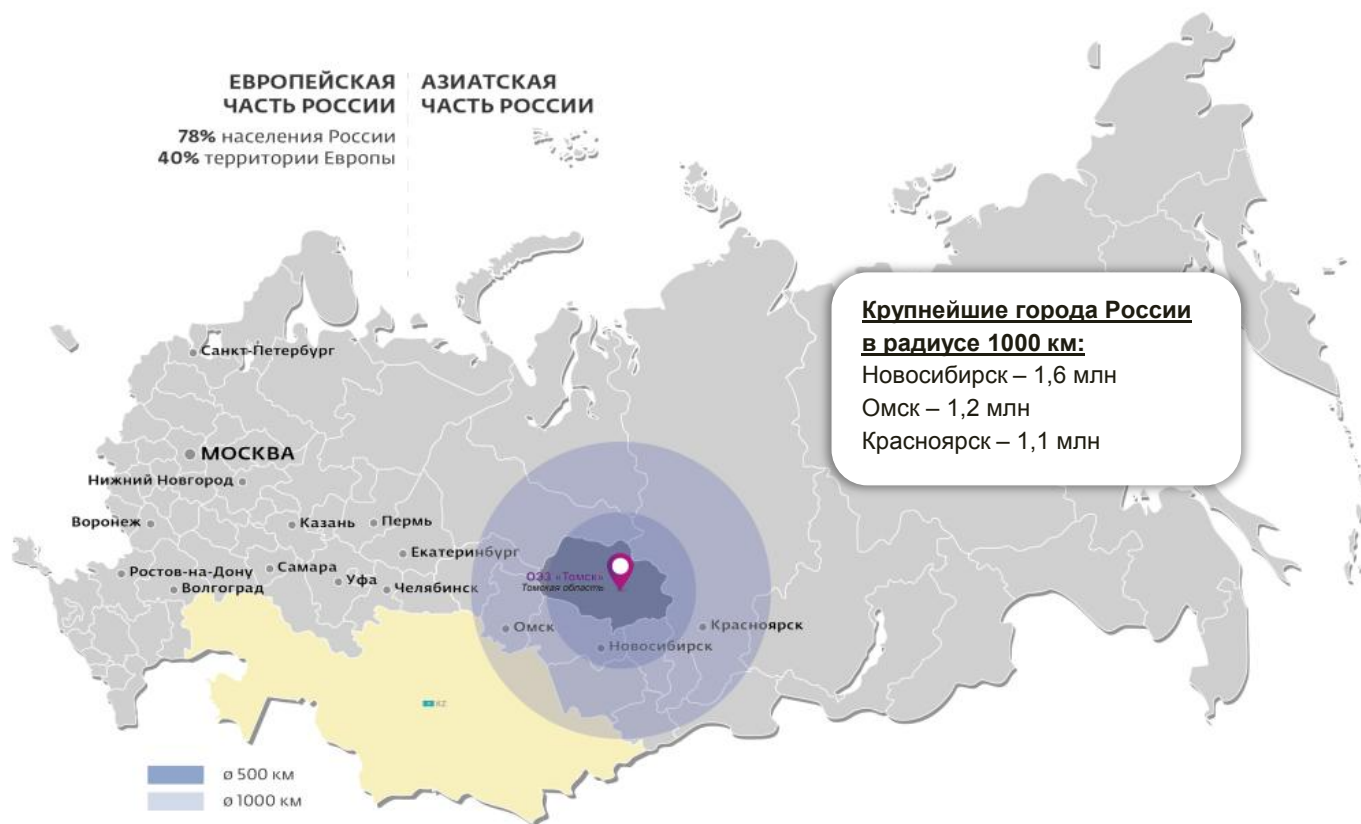 ЕВРОПЕЙСКАЯ
ЧАСТЬ РОССИИ
78% населения России
40% территории Европы
АЗИАТСКАЯ
ЧАСТЬ РОССИИ
Крупнейшие города России
в радиусе 1000 км:
Новосибирск – 1,6 млн
Омск – 1,2 млн
Красноярск – 1,1 млн
Санкт-Петербург
МОСКВА
Нижний Новгород
Воронеж
Казань
Пермь
Екатеринбург
Ростов-на-Дону
Самара
Уфа
Челябинск
Волгоград
ОЭЗ «Томск»
Томская область
Омск
Новосибирск
Красноярск
KZ
ø 500 км
ø 1000 км